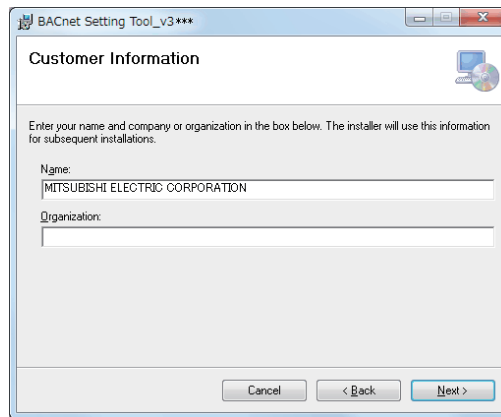 BACnet Setting Tool_v3***
Customer Information
Enter your name and company or organization in the box below. The installer will use this information
for subsequent installations.
Name:
MITSUBISHI ELECTRIC CORPORATION
Organization:
Cancel
< Back
Next >